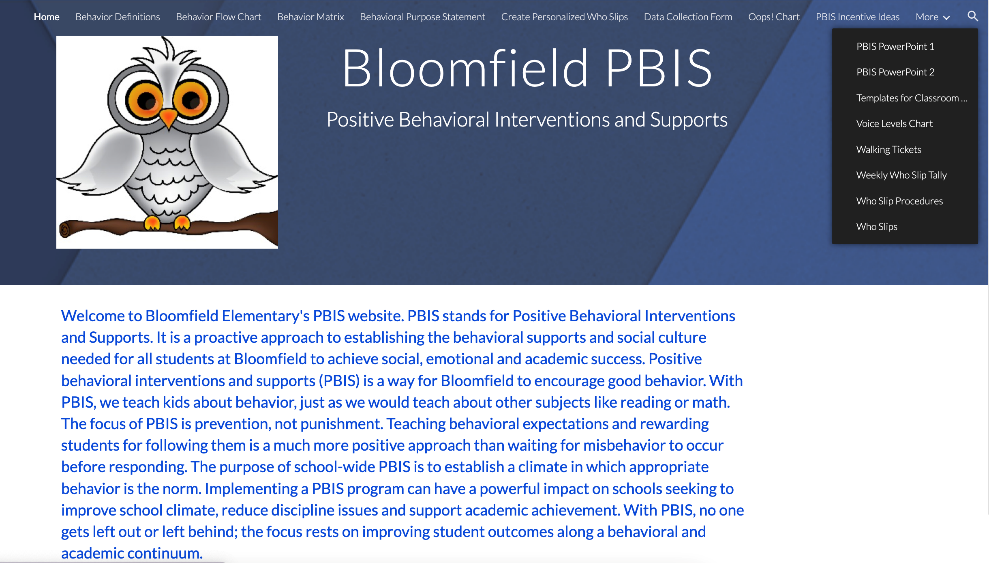 Home Behavior Definitions Behavior Flow Chart Behavior Matrix Behavioral Purpose Statement Create Personalized Who Slips Data Collection Form Oops! Chart PBIS Incentive Ideas More
PBIS PowerPoint 1
PBIS PowerPoint 2
Templates for Classroom ...
Voice Levels Chart
Walking Tickets
Weekly Who Slip Tally
Who Slip Procedures
Who Slips
Bloomfield PBIS
Positive Behavioral Interventions and Supports
Welcome to Bloomfield Elementary's PBIS website. PBIS stands for Positive Behavioral Interventions
and Supports. It is a proactive approach to establishing the behavioral supports and social culture
needed for all students at Bloomfield to achieve social, emotional and academic success. Positive
behavioral interventions and supports (PBIS) is a way for Bloomfield to encourage good behavior. With
PBIS, we teach kids about behavior, just as we would teach about other subjects like reading or math.
The focus of PBIS is prevention, not punishment. Teaching behavioral expectations and rewarding
students for following them is a much more positive approach than waiting for misbehavior to occur
before responding. The purpose of school-wide PBIS is to establish a climate in which appropriate
behavior is the norm. Implementing a PBIS program can have a powerful impact on schools seeking to
improve school climate, reduce discipline issues and support academic achievement. With PBIS, no one
gets left out or left behind; the focus rests on improving student outcomes along a behavioral and
academic continuum.